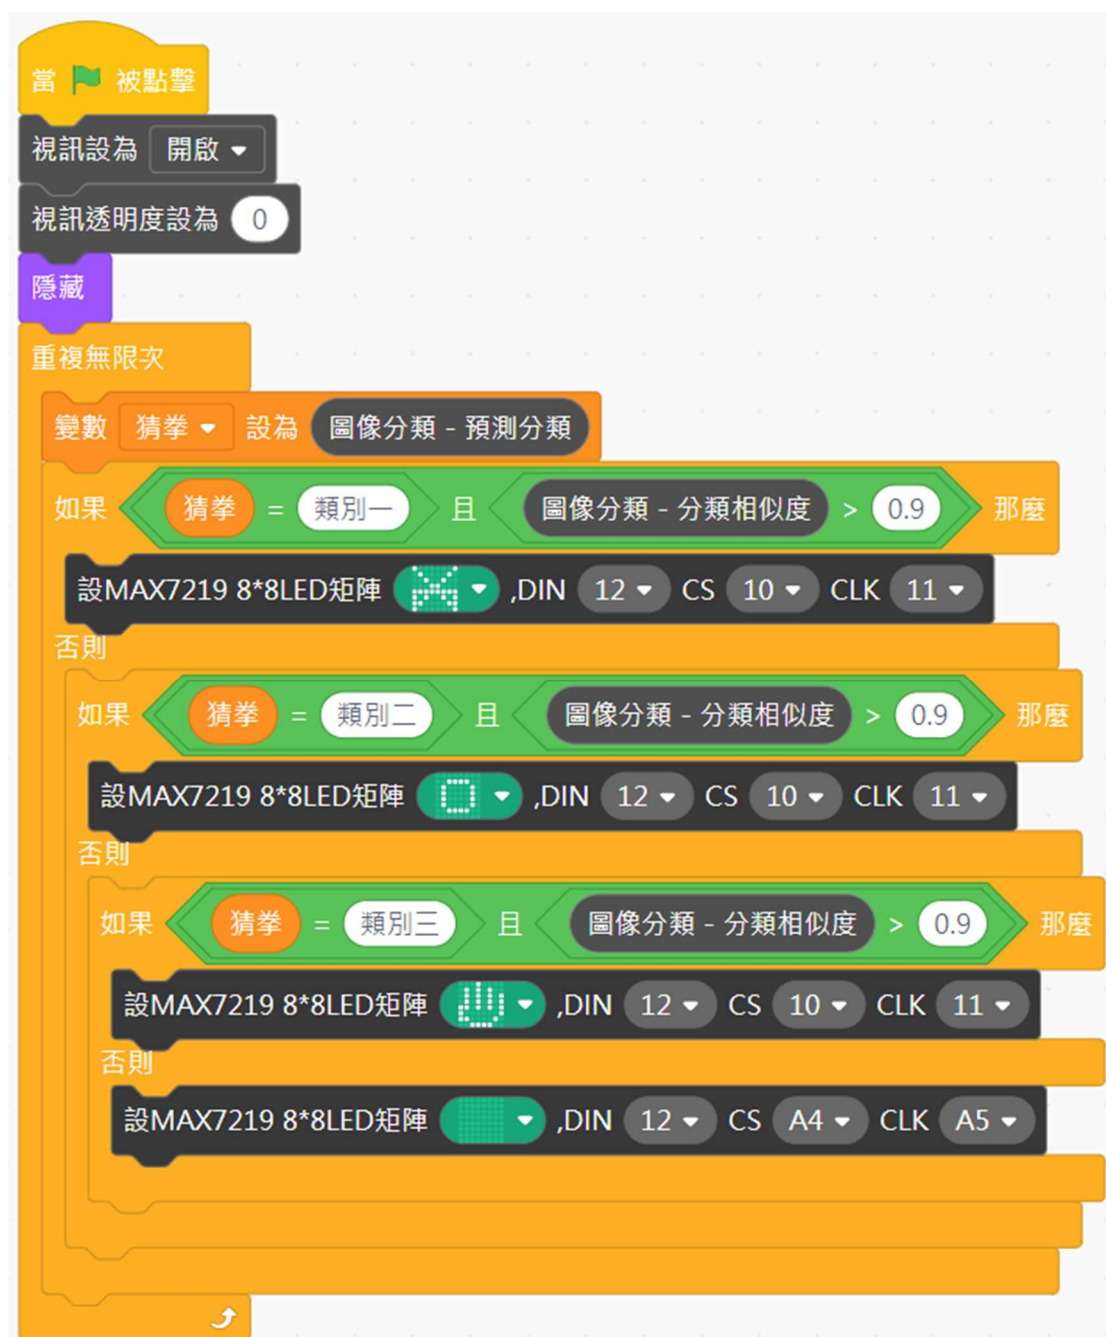 當 被點擊
視訊設為 開啟
視訊透明度設為 0
隱藏
重複無限次
變數 猜拳 設為 圖像分類 - 預測分類
如果 猜拳 = 類別一 且 圖像分類 - 分類相似度 > 0.9 那麼
設MAX7219 8*8LED矩陣 ,DIN 12 CS 10 CLK 11
否則
如果 猜拳 = 類別二 且 圖像分類 - 分類相似度 > 0.9 那麼
設MAX7219 8*8LED矩陣 ,DIN 12 CS 10 CLK 11
否則
如果 猜拳 = 類別三 且 圖像分類 - 分類相似度 > 0.9 那麼
設MAX7219 8*8LED矩陣 ,DIN 12 CS 10 CLK 11
否則
設MAX7219 8*8LED矩陣 ,DIN 12 CS A4 CLK A5